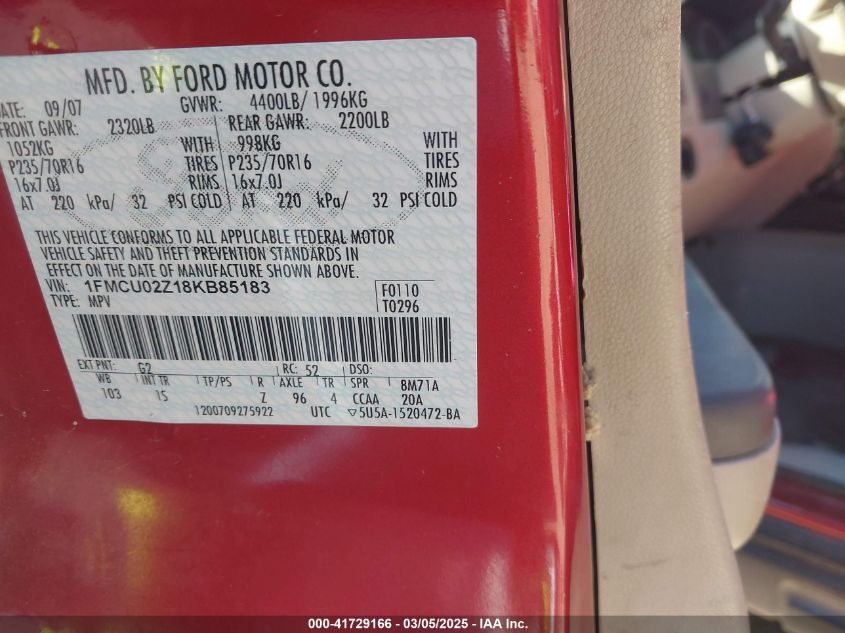 MFD. BY FORD MOTOR CO.
DATE: 09/07 GVWR: 4400LB/ 1996KG
FRONT GAWR: 2320LB REAR GAWR: 2200LB
1052KG WITH 998KG WITH
P235/70R16 TIRES P235/70R16 TIRES
16x7.0J RIMS 16x7.0J RIMS
AT 220 kPa/ 32 PSI COLD AT 220 kPa/ 32 PSI COLD
THIS VEHICLE CONFORMS TO ALL APPLICABLE FEDERAL MOTOR
VEHICLE SAFETY AND THEFT PREVENTION STANDARDS IN
EFFECT ON THE DATE OF MANUFACTURE SHOWN ABOVE.
VIN: 1FMCU02Z18KB85183 F0110
TYPE: MPV T0296
EXT PNT: G2 RC: 52 DSO:
WB INT TR TP/PS R AXLE TR SPR 8M71A
103 1S Z 96 4 CCAA 20A
1200709275922 UTC ▽5U5A-1520472-BA
000-41729166 - 03/05/2025 - IAA Inc.